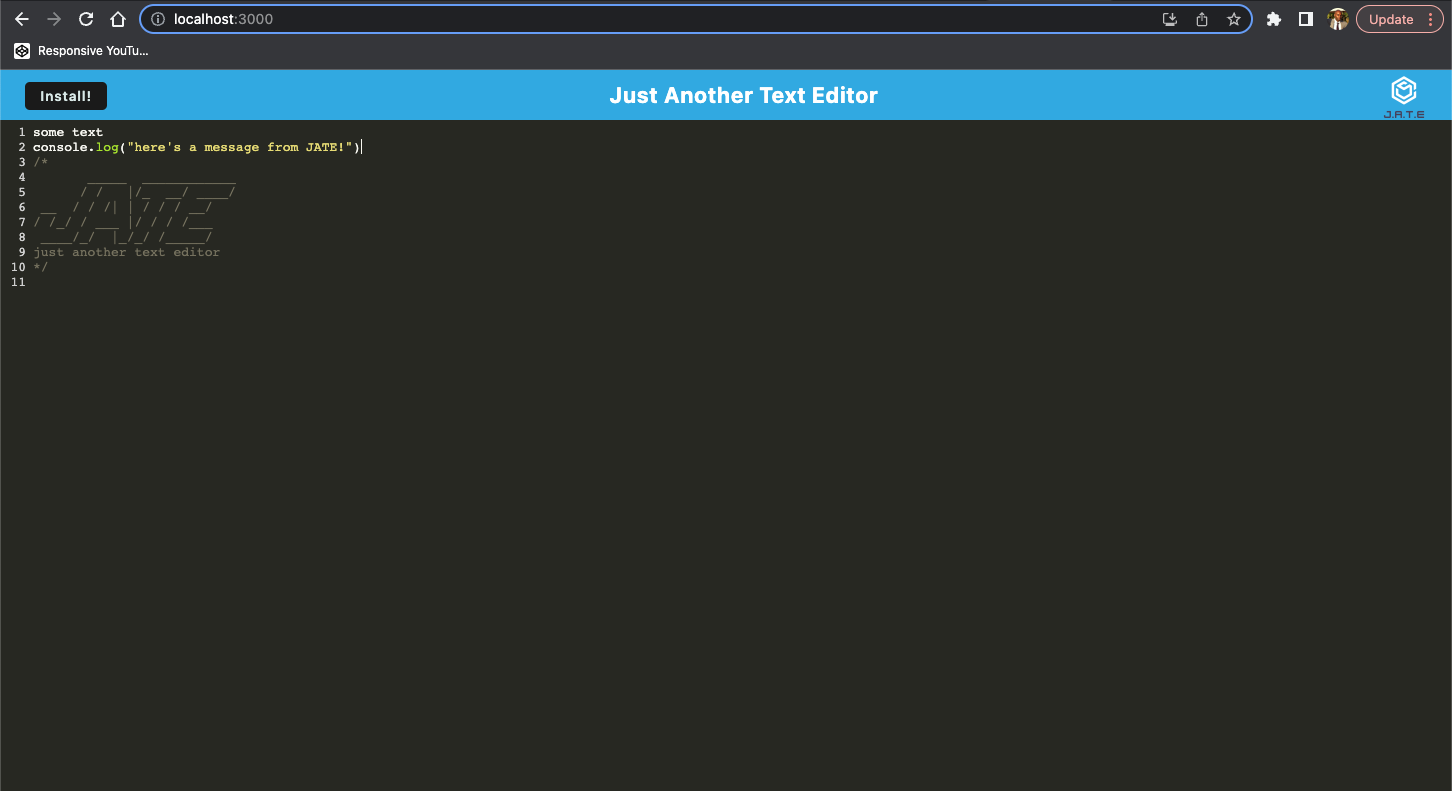 localhost:3000
Update
Responsive YouTu...
Install!
Just Another Text Editor
J.A.T.E
1 some text
2 console.log("here's a message from JATE!")
3 /*
4        _____  ____________
5       / /   |/_  __/ ____/
6  __  / / /| | / / / __/
7 / /_/ / ___ |/ / / /___
8  ____/_/  |_/_/ /_____/
9 just another text editor
10 */
11